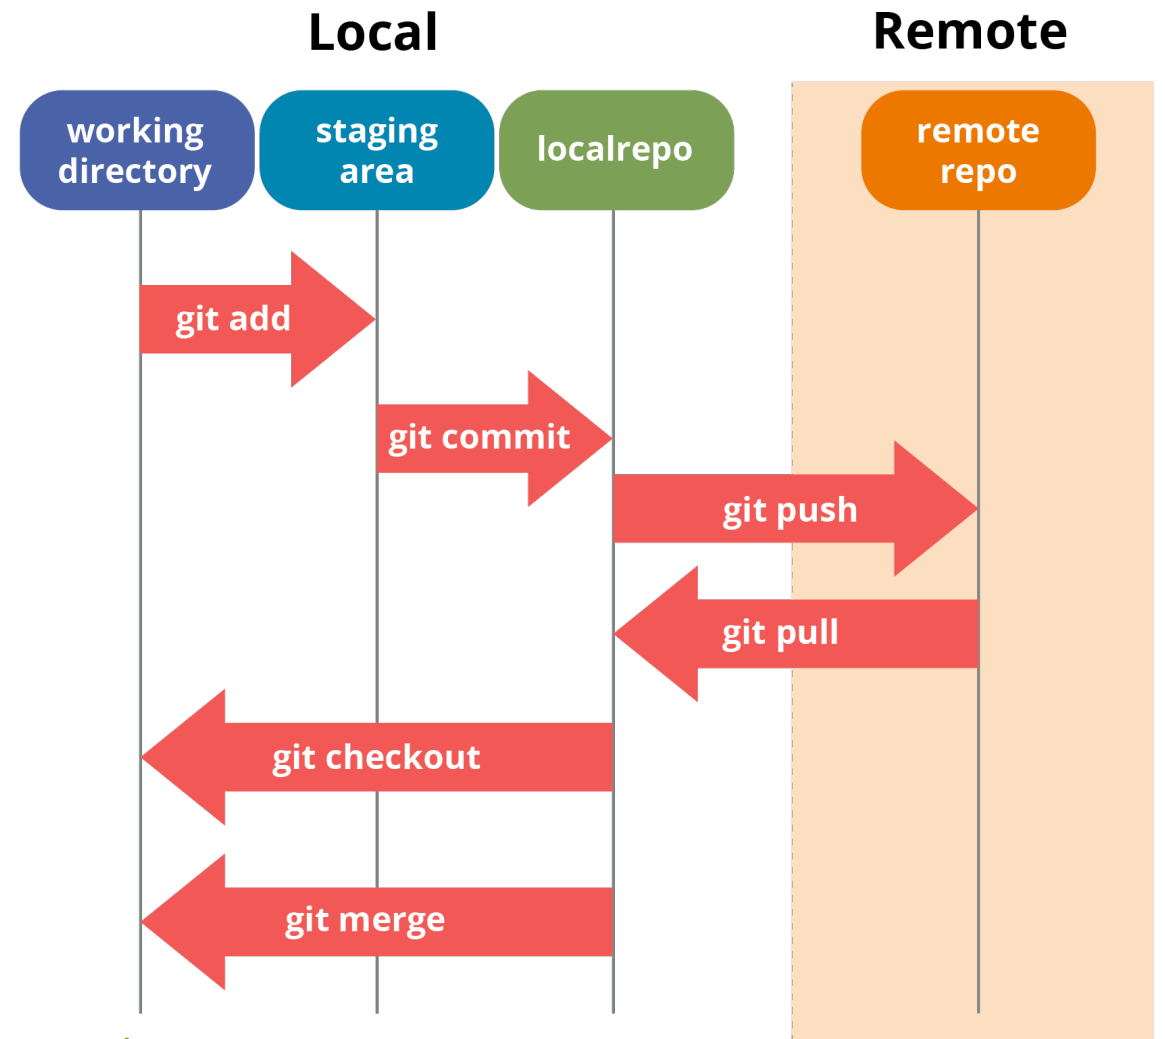 Local
Remote
working
directory
staging
area
localrepo
remote
repo
git add
git commit
git push
git pull
git checkout
git merge